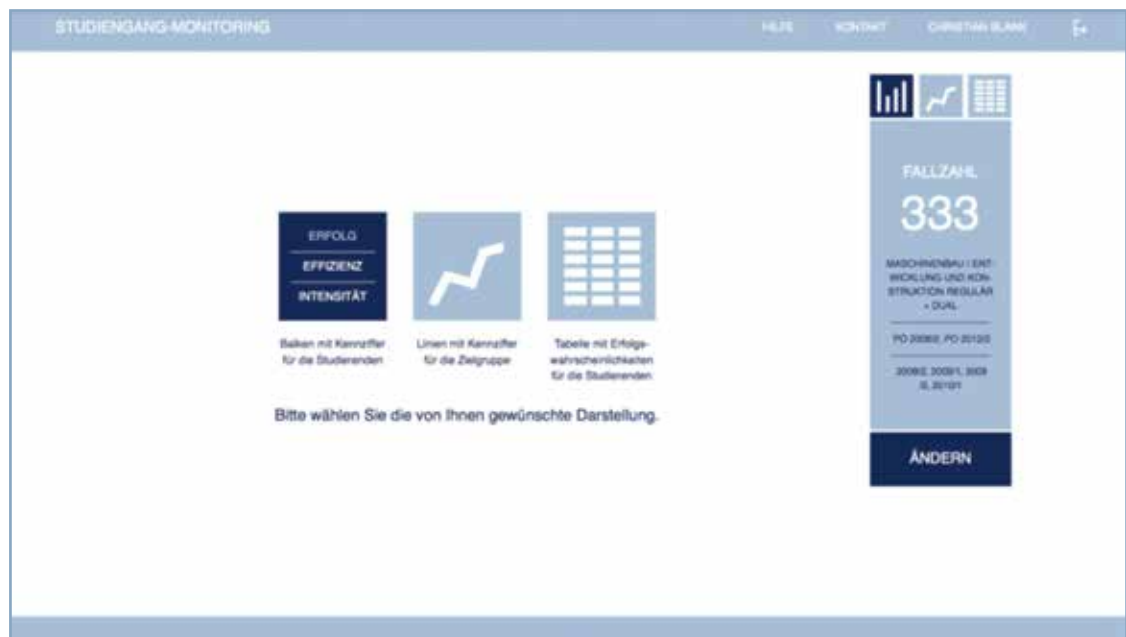 STUDIENGANG-MONITORING
HILFE KONTAKT CHRISTIAN BLANK
FALLZAHL
333
MASCHINENBAU / ENT-
WICKLUNG UND KON-
STRUKTION REGULÄR
+ DUAL
PO
ÄNDERN
ERFOLG
EFFIZIENZ
INTENSITÄT
Balken mit Kennziffer
für die Studierenden
Linien mit Kennziffer
für die Zielgruppe
Tabelle mit Erfolgs-
wahrscheinlichkeiten
für die Studierenden
Bitte wählen Sie die von Ihnen gewünschte Darstellung.